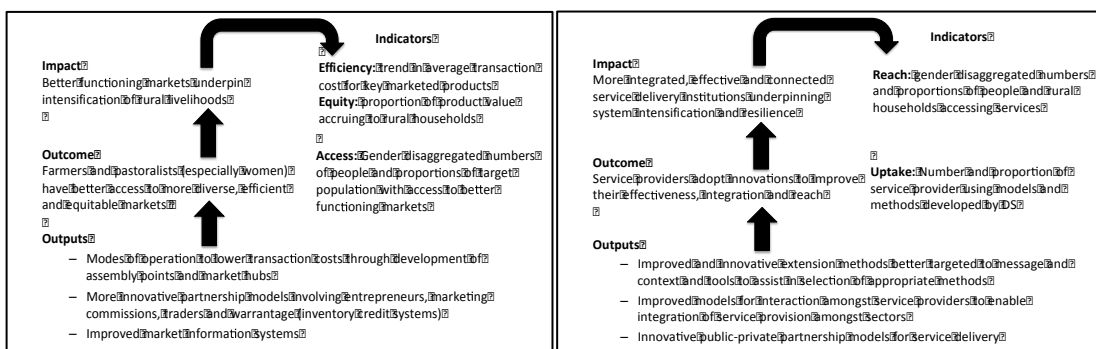 Indicators
Impact
Better functioning markets underpin
intensification of rural livelihoods
Efficiency: trend in average transaction
cost for key marketed products
Equity: proportion of product value
accruing to rural households
Outcome
Farmers and pastoralists (especially women)
have better access to more diverse, efficient
and equitable markets
Access: Gender disaggregated numbers
of people and proportions of target
population with access to better
functioning markets
Outputs
– Modes of operation to lower transaction costs through development of
assembly points and market hubs
– More innovative partnership models involving entrepreneurs, marketing
commissions, traders and warrantage (inventory credit systems)
– Improved market information systems
Indicators
Impact
More integrated, effective and connected
service delivery institutions underpinning
system intensification and resilience
Reach: gender disaggregated numbers
and proportions of people and rural
households accessing services
Outcome
Service providers adopt innovations to improve
their effectiveness, integration and reach
Uptake: Number and proportion of
service provider using models and
methods developed by DS
Outputs
– Improved and innovative extension methods better targeted to message and
context and tools to assist in selection of appropriate methods
– Improved models for interaction amongst service providers to enable
integration of service provision amongst sectors
– Innovative public-private partnership models for service delivery